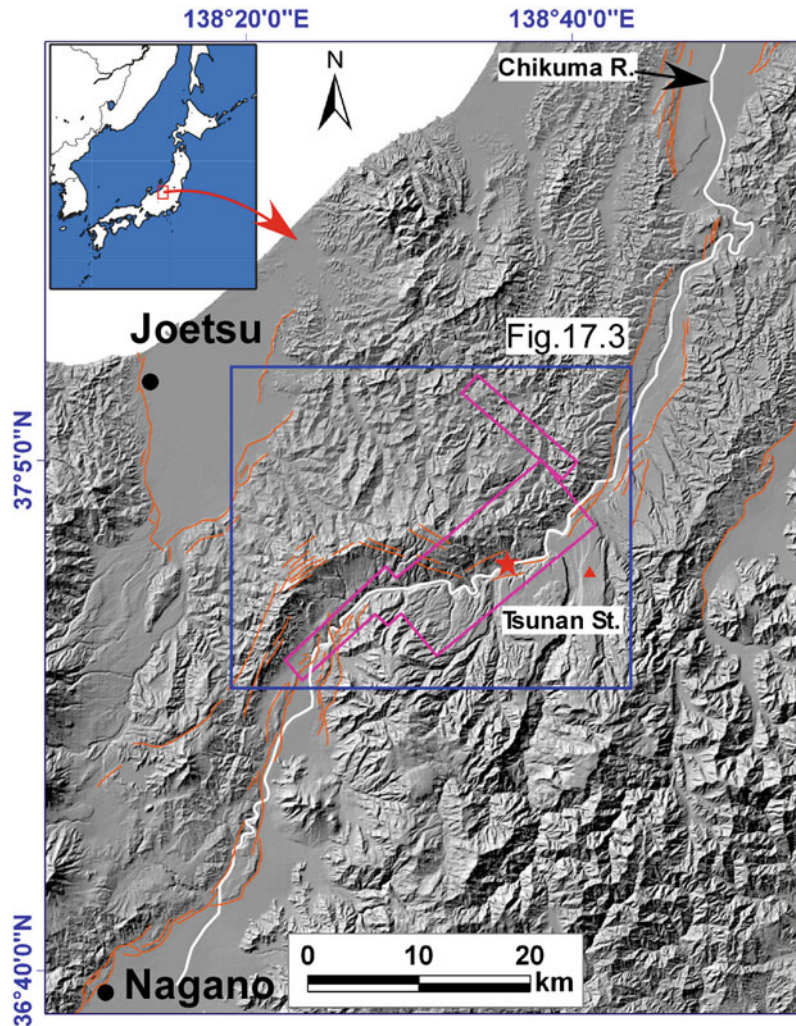 138°20'0"E
138°40'0"E
N
Chikuma R.
Joetsu
Fig.17.3
37°5'0"N
Tsunan St.
36°40'0"N
Nagano
0 10 20
km